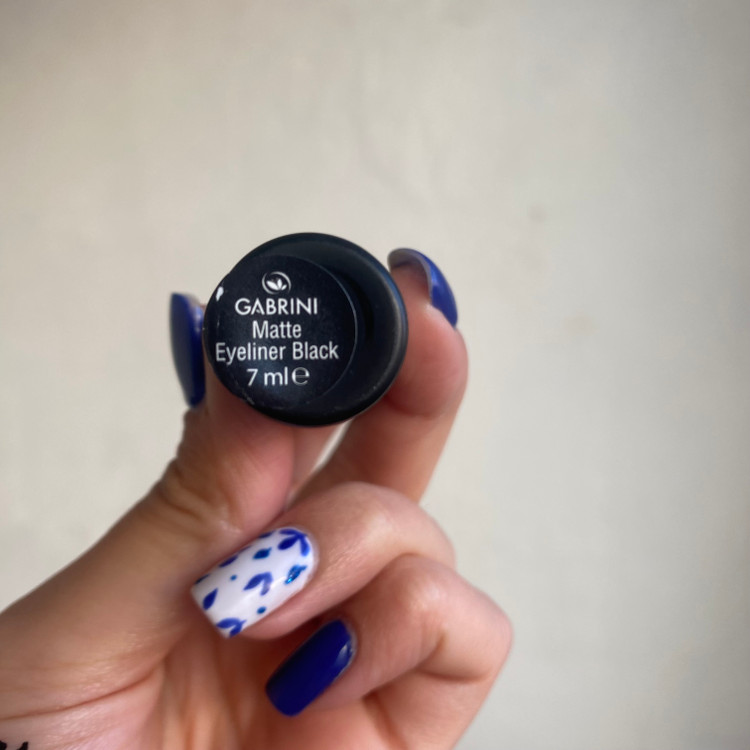 GABRINI
Matte
Eyeliner Black
7 ml ℮